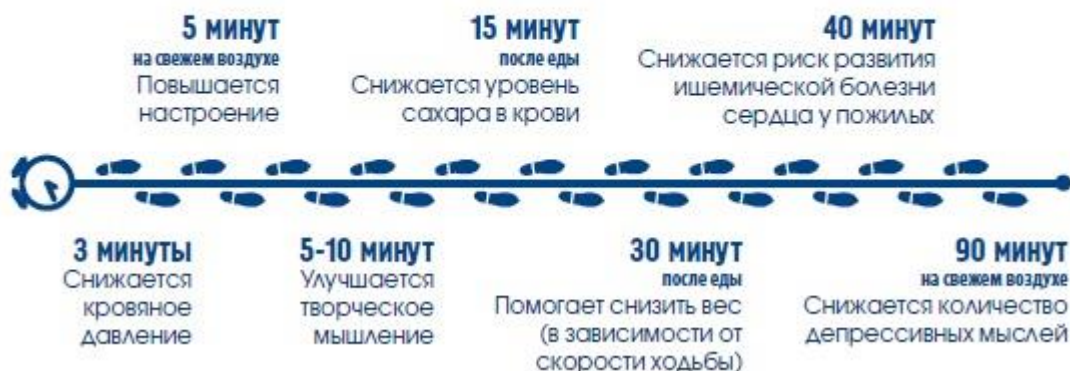 5 минут
на свежем воздухе
Повышается
настроение
15 минут
после еды
Снижается уровень
сахара в крови
40 минут
Снижается риск развития
ишемической болезни
сердца у пожилых
3 минуты
Снижается
кровяное
давление
5-10 минут
Улучшается
творческое
мышление
30 минут
после еды
Помогает снизить вес
(в зависимости от
скорости ходьбы)
90 минут
на свежем воздухе
Снижается количество
депрессивных мыслей